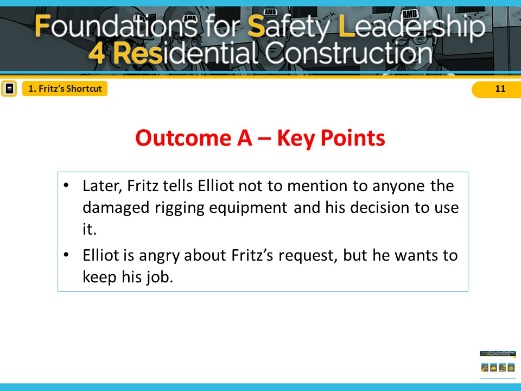 Foundations for Safety Leadership
4 Residential Construction
1. Fritz's Shortcut
11
Outcome A – Key Points
• Later, Fritz tells Elliot not to mention to anyone the
damaged rigging equipment and his decision to use
it.
• Elliot is angry about Fritz's request, but he wants to
keep his job.